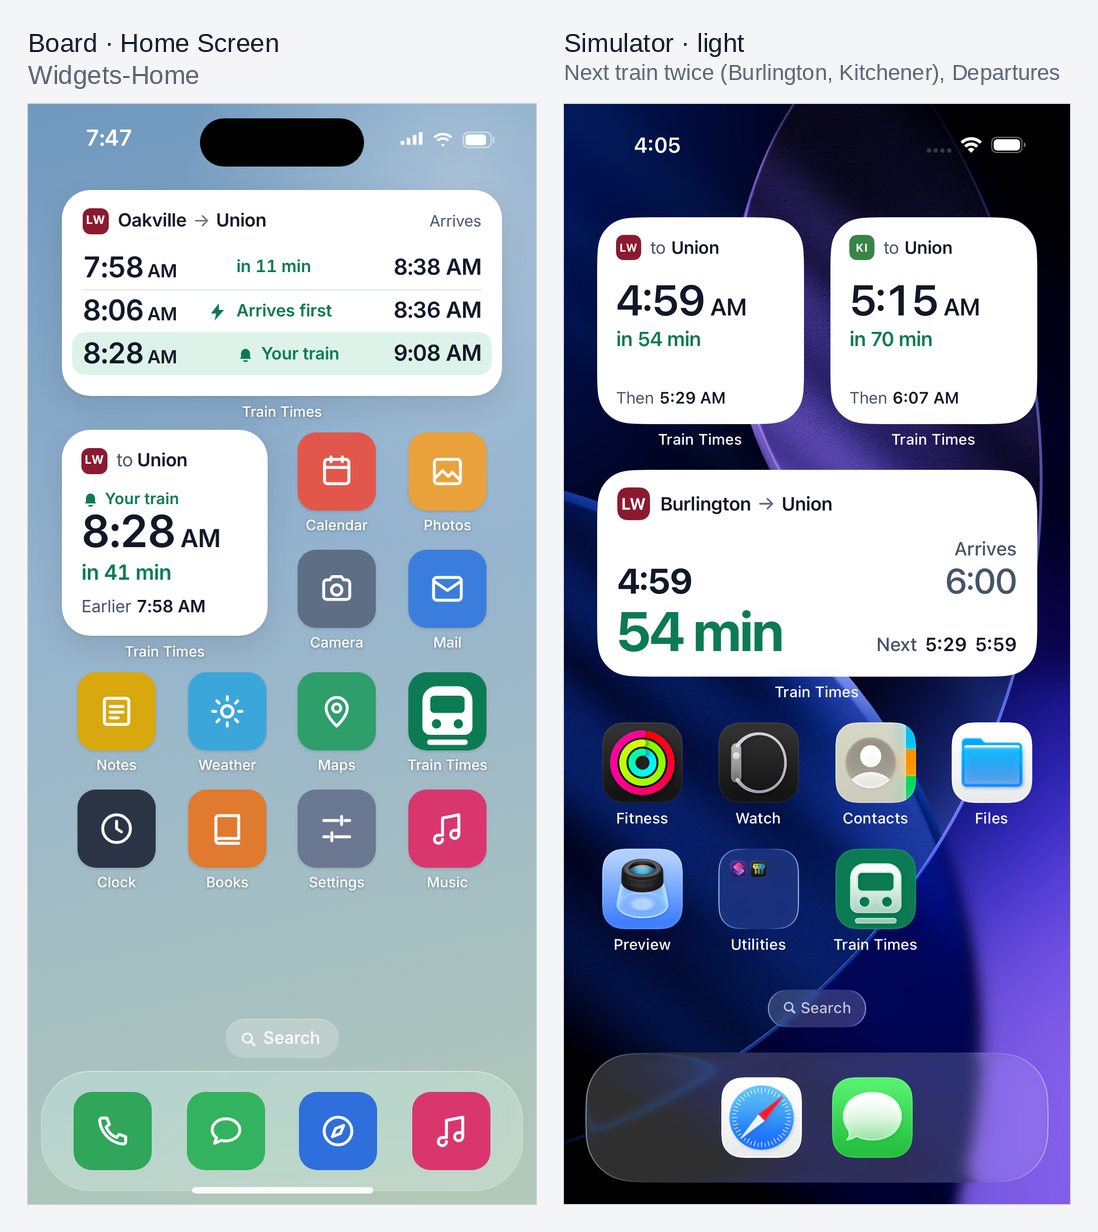 Board · Home Screen
Widgets-Home
7:47
LW Oakville → Union Arrives
7:58 AM in 11 min 8:38 AM
8:06 AM Arrives first 8:36 AM
8:28 AM Your train 9:08 AM
Train Times
LW to Union
Your train
8:28 AM
in 41 min
Earlier 7:58 AM
Train Times
Calendar Photos
Camera Mail
Notes Weather Maps Train Times
Clock Books Settings Music
Search
Simulator · light
Next train twice (Burlington, Kitchener), Departures
4:05
LW to Union
4:59 AM
in 54 min
Then 5:29 AM
Train Times
KI to Union
5:15 AM
in 70 min
Then 6:07 AM
Train Times
LW Burlington → Union
Arrives
4:59 6:00
54 min Next 5:29 5:59
Train Times
Fitness Watch Contacts Files
Preview Utilities Train Times
Search